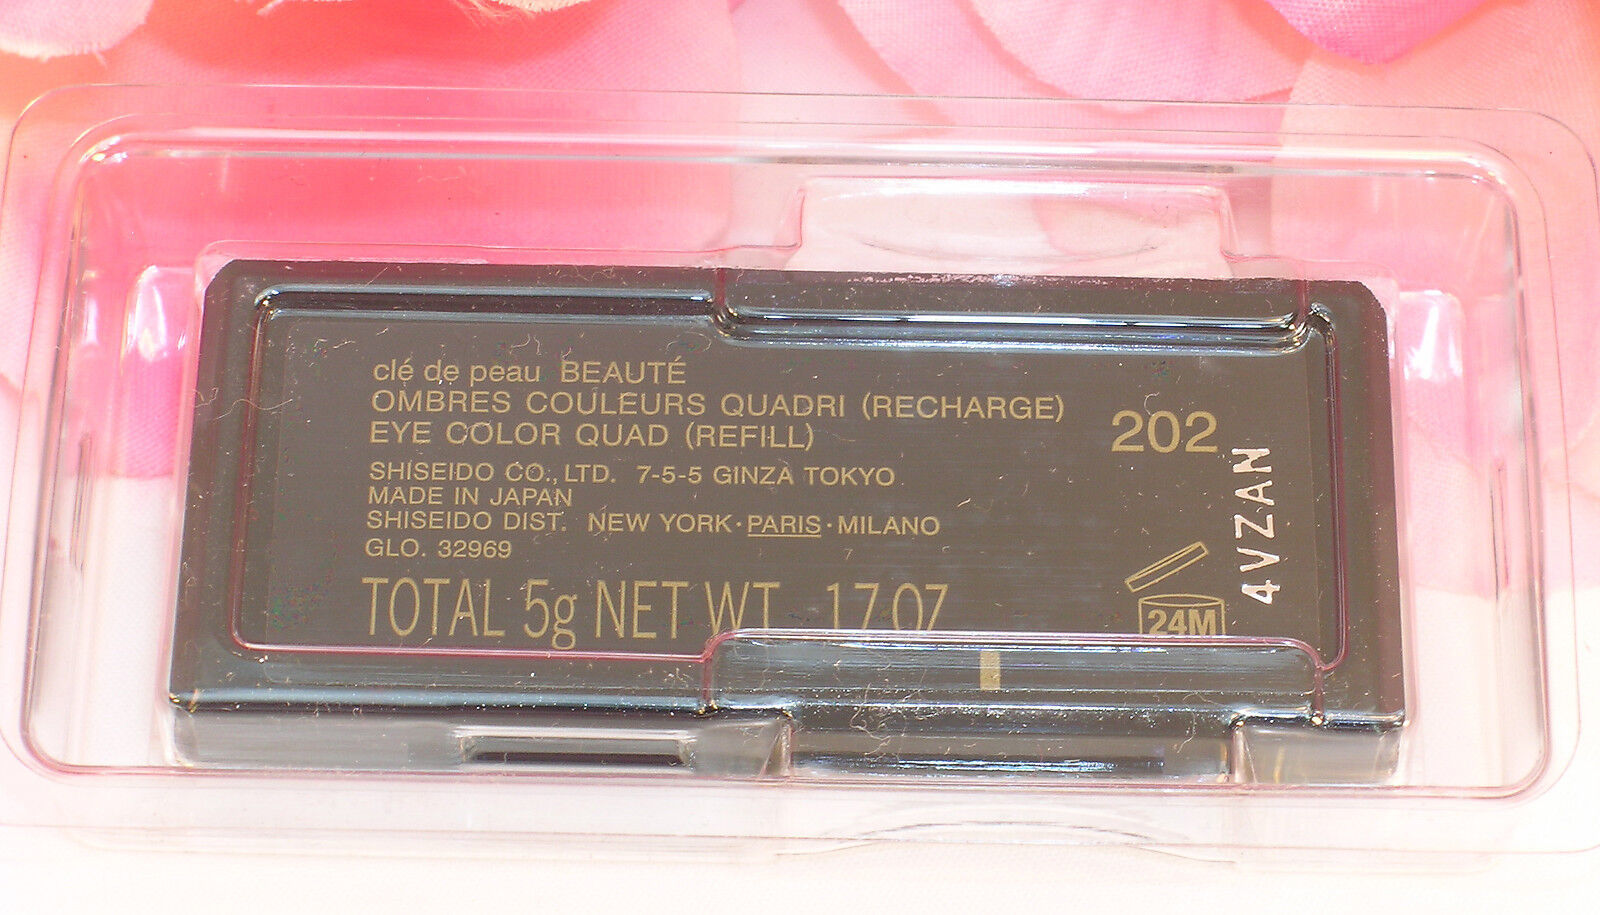 clé de peau BEAUTÉ
OMBRES COULEURS QUADRI (RECHARGE)
EYE COLOR QUAD (REFILL)
202
SHISEIDO CO., LTD. 7-5-5 GINZA TOKYO
MADE IN JAPAN
SHISEIDO DIST. NEW YORK · PARIS · MILANO
GLO. 32969
TOTAL 5g NET WT. .17 OZ
24M
4VZAN